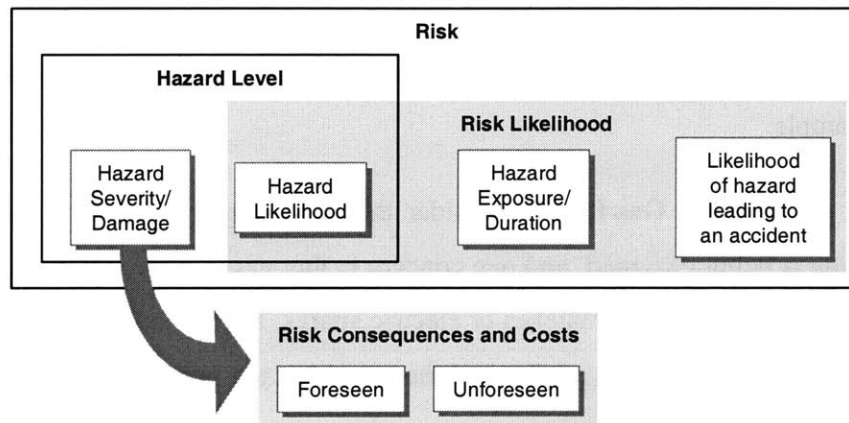 Risk
Hazard Level
Risk Likelihood
Hazard
Severity/
Damage
Hazard
Likelihood
Hazard
Exposure/
Duration
Likelihood
of hazard
leading to
an accident
Risk Consequences and Costs
Foreseen
Unforeseen